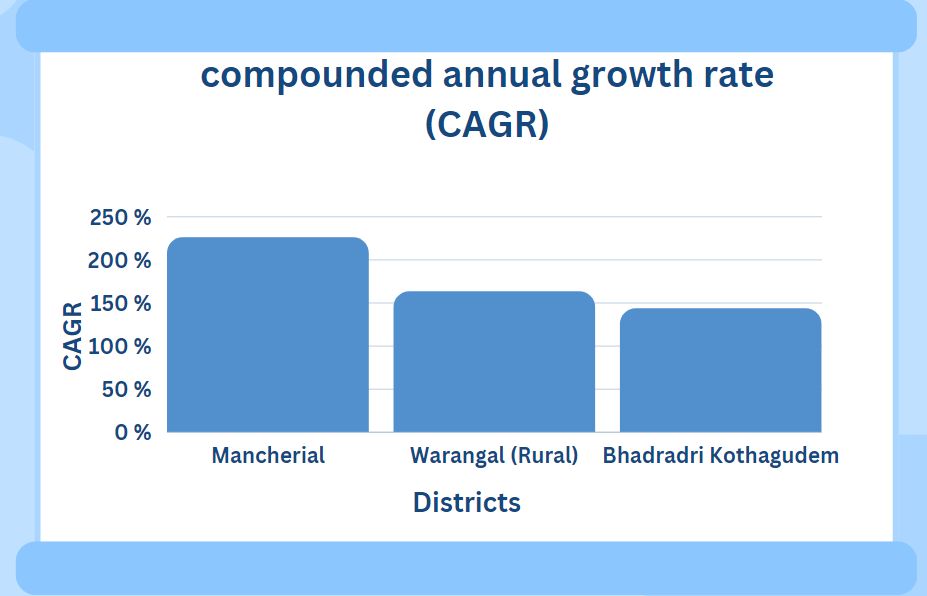 compounded annual growth rate
(CAGR)
250 %
200 %
150 %
100 %
50 %
0 %
CAGR
Mancherial
Warangal (Rural)
Bhadradri Kothagudem
Districts